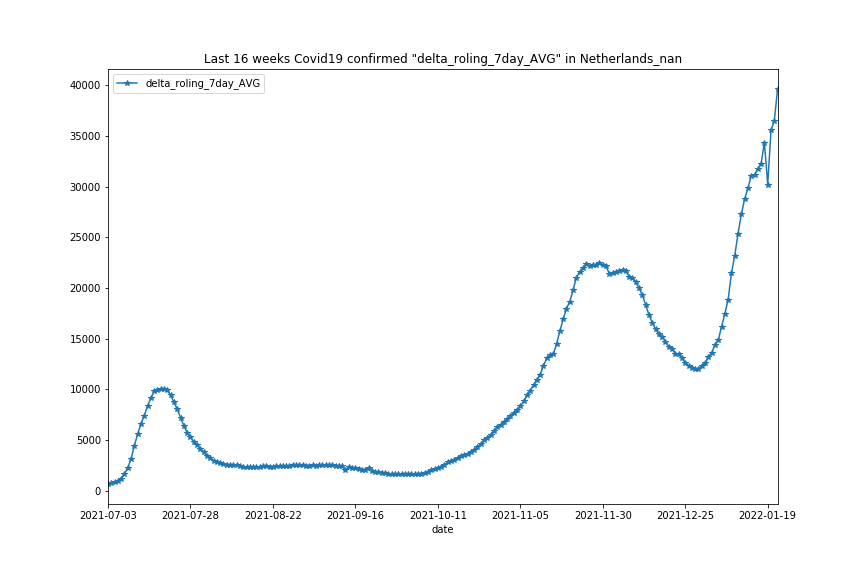 Last 16 weeks Covid19 confirmed "delta_roling_7day_AVG" in Netherlands_nan
delta_roling_7day_AVG
40000
35000
30000
25000
20000
15000
10000
5000
0
2021-07-03 2021-07-28 2021-08-22 2021-09-16 2021-10-11 2021-11-05 2021-11-30 2021-12-25 2022-01-19
date